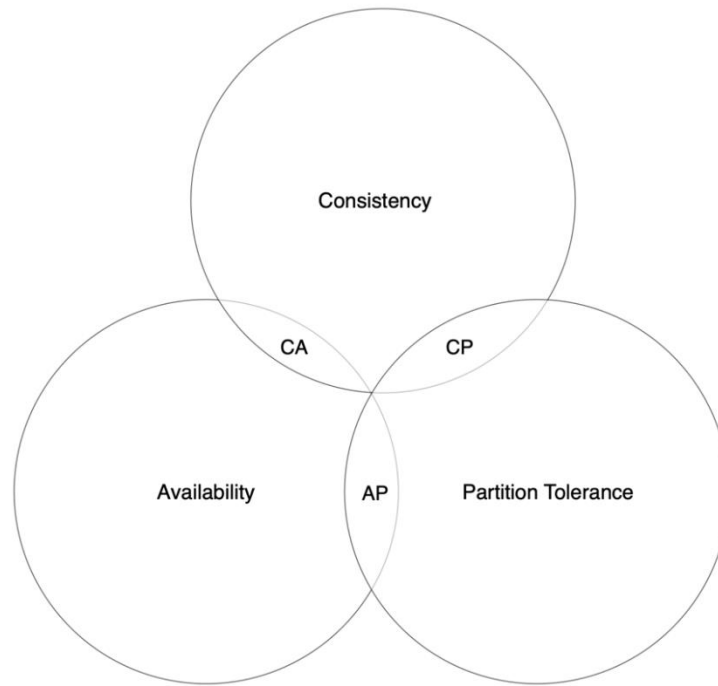 Consistency
CA
CP
Availability
AP
Partition Tolerance